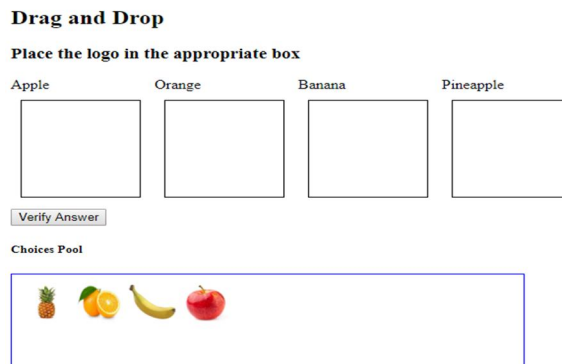 Drag and Drop
Place the logo in the appropriate box
Apple Orange Banana Pineapple
Verify Answer
Choices Pool